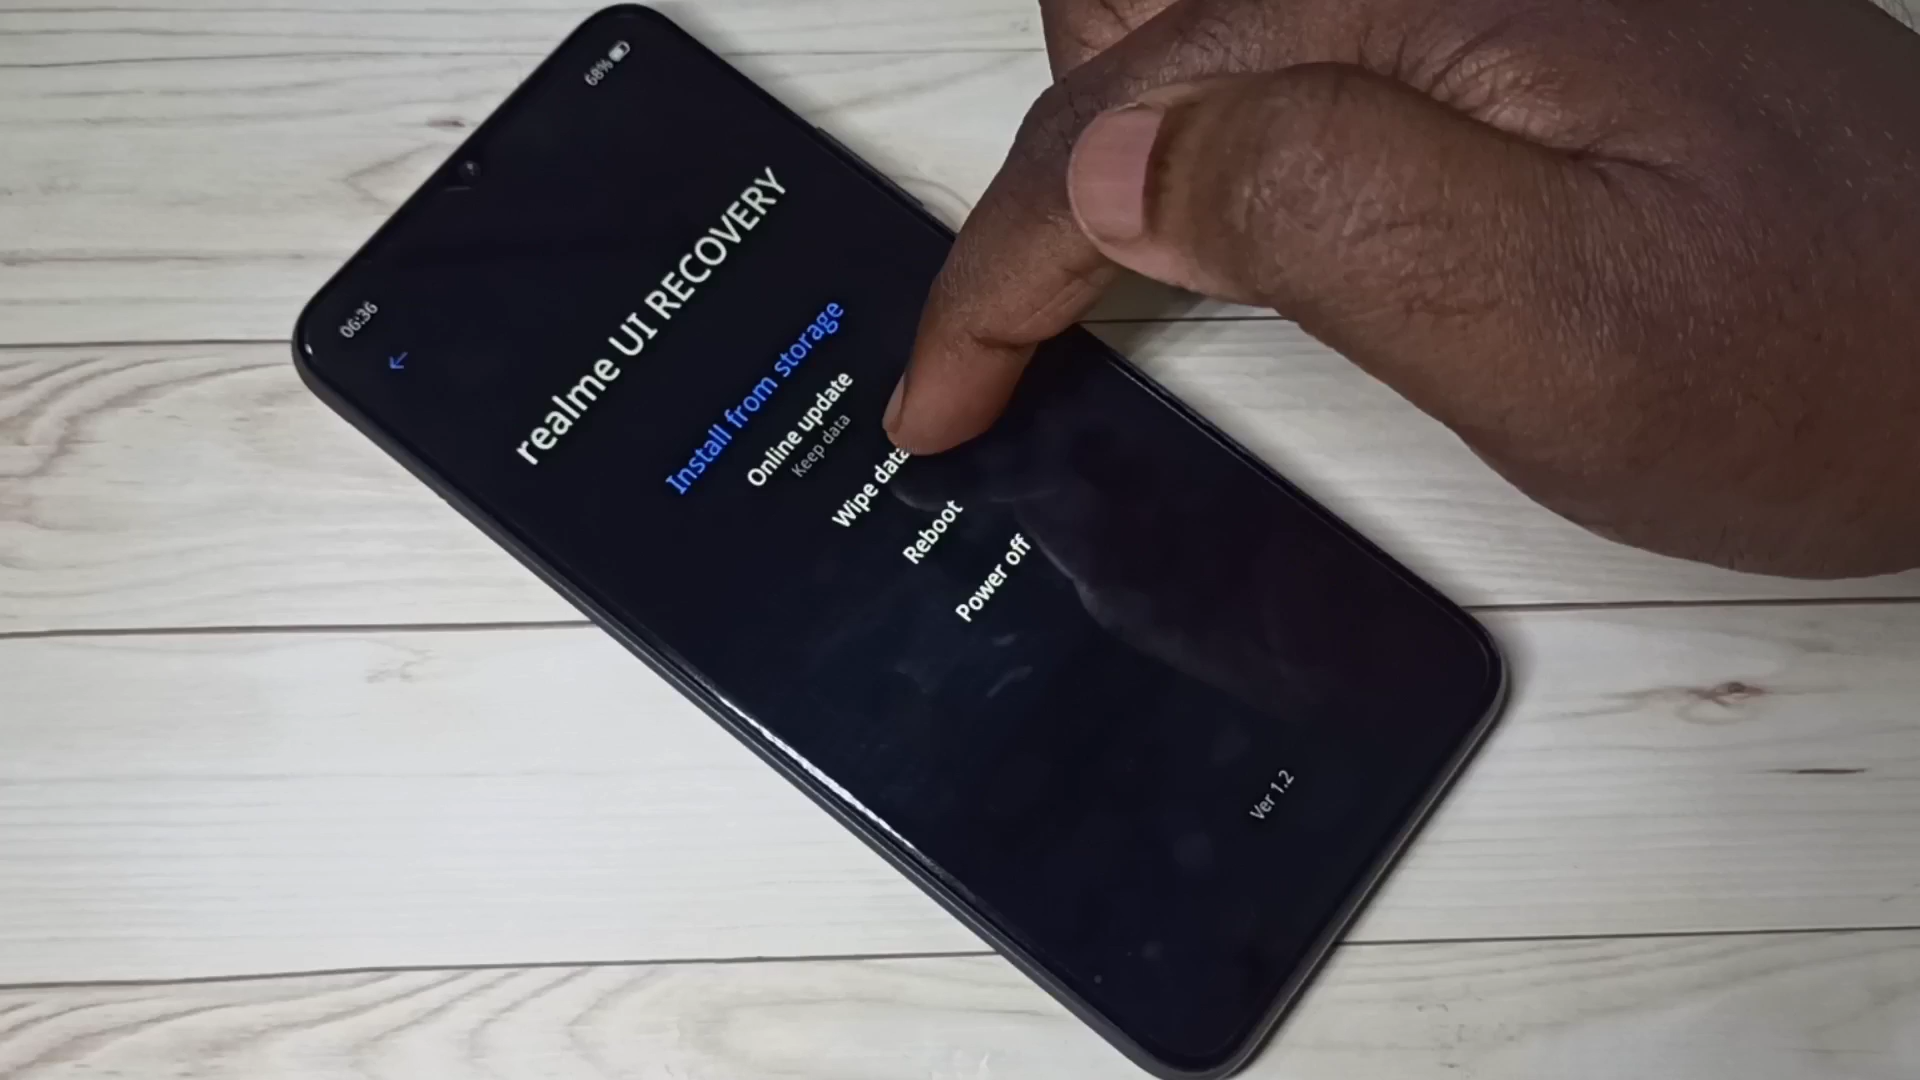 06:36
68%
←
realme UI RECOVERY
Install from storage
Online update
Keep data
Wipe data
Reboot
Power off
Ver 1.2